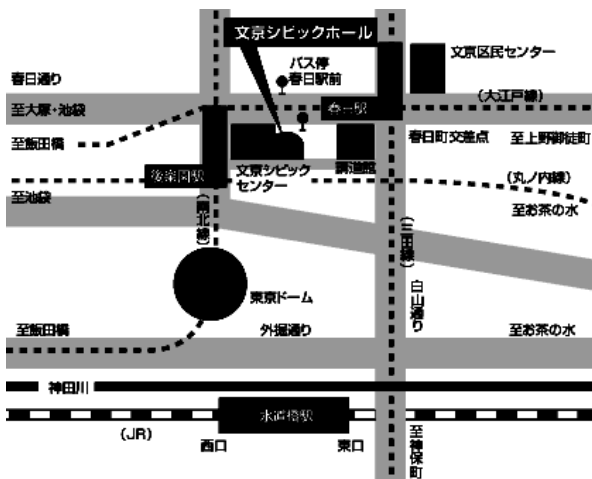 文京シビックホール
文京区民センター
バス停
春日駅前
春日通り
至大塚・池袋
春日駅
(大江戸線)
至飯田橋
春日町交差点
至上野御徒町
講道館
後楽園駅
文京シビック
センター
(丸ノ内線)
至池袋
(南北線)
(三田線)
至お茶の水
東京ドーム
白山通り
至飯田橋
外堀通り
至お茶の水
神田川
水道橋駅
(JR)
西口
東口
至神保町